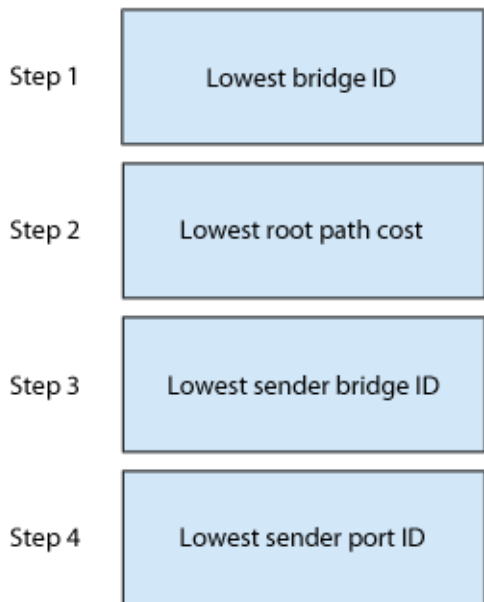 Step 1
Lowest bridge ID
Step 2
Lowest root path cost
Step 3
Lowest sender bridge ID
Step 4
Lowest sender port ID